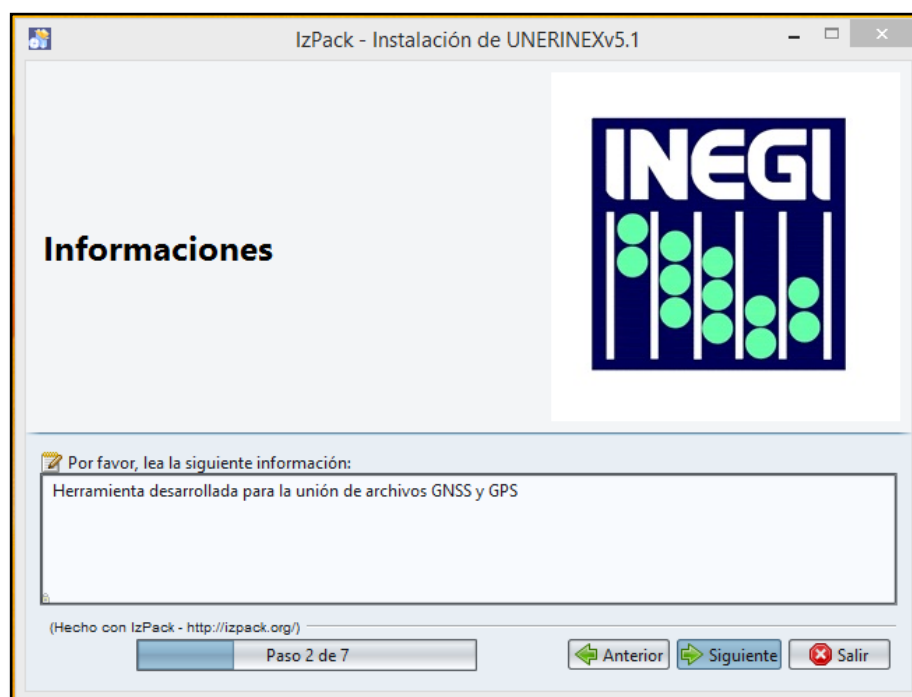 IzPack - Instalación de UNERINEXv5.1
INEGI
Informaciones
Por favor, lea la siguiente información:
Herramienta desarrollada para la unión de archivos GNSS y GPS
(Hecho con IzPack - http://izpack.org/)
Paso 2 de 7
Anterior
Siguiente
Salir